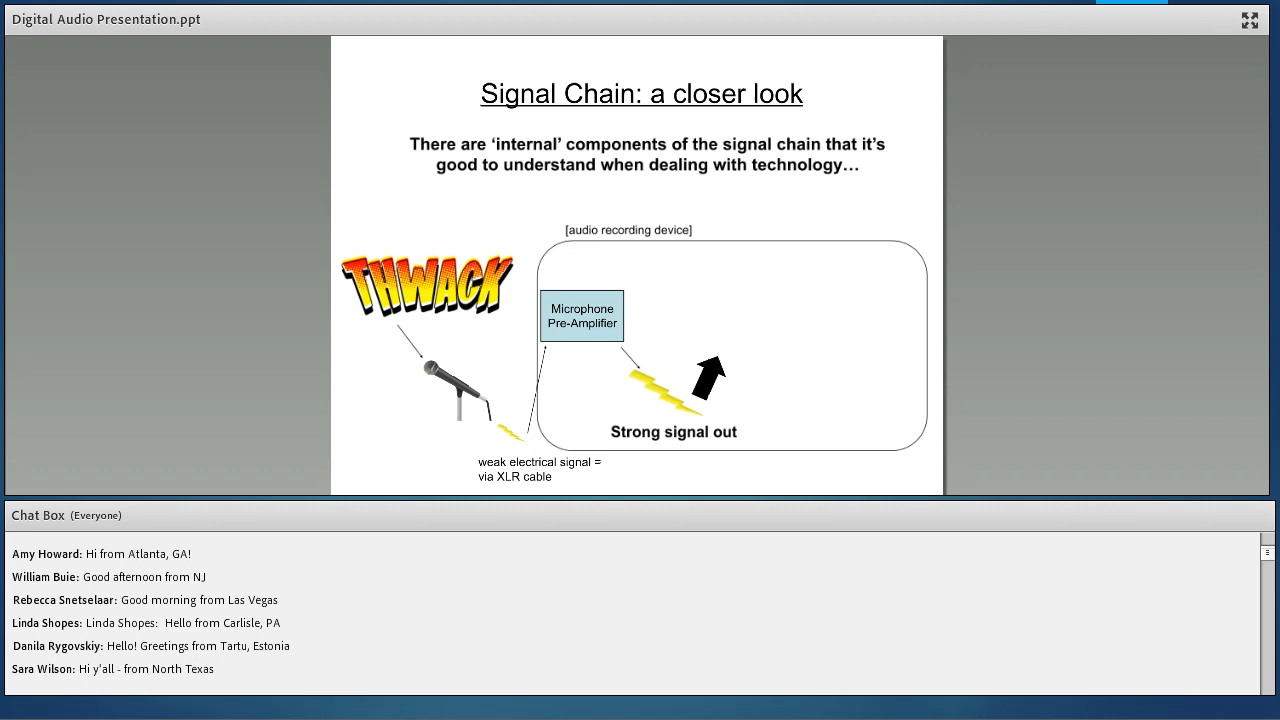 Digital Audio Presentation.ppt
Signal Chain: a closer look
There are ‘internal’ components of the signal chain that it’s
good to understand when dealing with technology…
[audio recording device]
THWACK
Microphone
Pre-Amplifier
Strong signal out
weak electrical signal =
via XLR cable
Chat Box (Everyone)
Amy Howard: Hi from Atlanta, GA!
William Buie: Good afternoon from NJ
Rebecca Snetselaar: Good morning from Las Vegas
Linda Shopes: Linda Shopes:  Hello from Carlisle, PA
Danila Rygovskiy: Hello! Greetings from Tartu, Estonia
Sara Wilson: Hi y'all - from North Texas